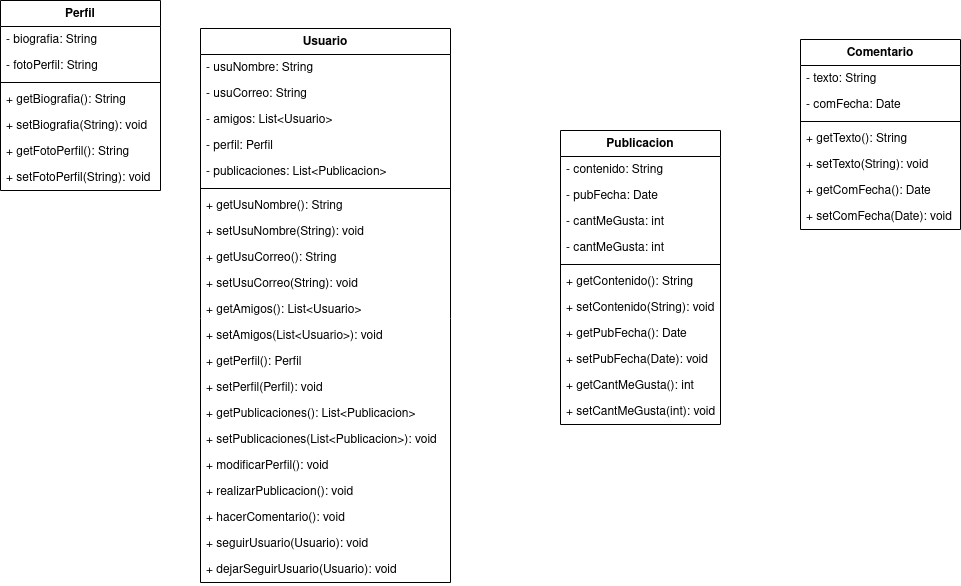 Perfil
- biografia: String
- fotoPerfil: String
+ getBiografia(): String
+ setBiografia(String): void
+ getFotoPerfil(): String
+ setFotoPerfil(String): void
Usuario
- usuNombre: String
- usuCorreo: String
- amigos: List<Usuario>
- perfil: Perfil
- publicaciones: List<Publicacion>
+ getUsuNombre(): String
+ setUsuNombre(String): void
+ getUsuCorreo(): String
+ setUsuCorreo(String): void
+ getAmigos(): List<Usuario>
+ setAmigos(List<Usuario>): void
+ getPerfil(): Perfil
+ setPerfil(Perfil): void
+ getPublicaciones(): List<Publicacion>
+ setPublicaciones(List<Publicacion>): void
+ modificarPerfil(): void
+ realizarPublicacion(): void
+ hacerComentario(): void
+ seguirUsuario(Usuario): void
+ dejarSeguirUsuario(Usuario): void
Publicacion
- contenido: String
- pubFecha: Date
- cantMeGusta: int
- cantMeGusta: int
+ getContenido(): String
+ setContenido(String): void
+ getPubFecha(): Date
+ setPubFecha(Date): void
+ getCantMeGusta(): int
+ setCantMeGusta(int): void
Comentario
- texto: String
- comFecha: Date
+ getTexto(): String
+ setTexto(String): void
+ getComFecha(): Date
+ setComFecha(Date): void